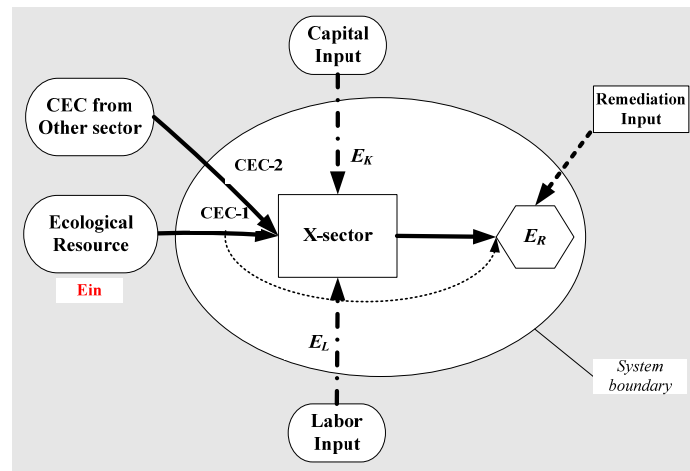 Capital
Input
CEC from
Other sector
Remediation
Input
CEC-2
E_K
CEC-1
Ecological
Resource
X-sector
E_R
Ein
E_L
System
boundary
Labor
Input